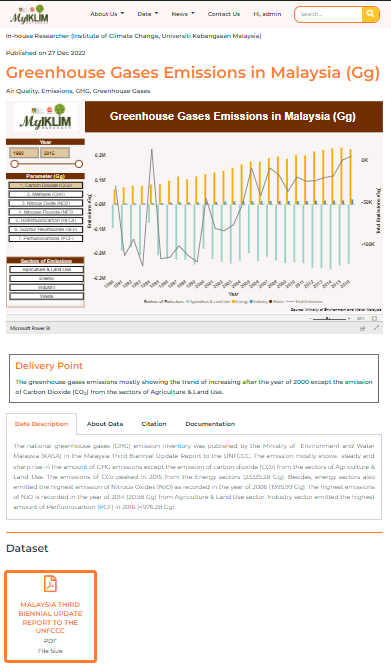 MyIKLIM
About Us
Data
News
Contact Us
Hi, admin
Search...
In-house Researcher (Institute of Climate Change, Universiti Kebangsaan Malaysia)
Published on 27 Dec 2022
Greenhouse Gases Emissions in Malaysia (Gg)
Air Quality, Emissions, GHG, Greenhouse Gases
MyIKLIM
Greenhouse Gases Emissions in Malaysia (Gg)
Year
1990 2016
Parameter (Gg)
1. Carbon Dioxide (CO2)
2. Methane (CH4)
3. Nitrous Oxide (N2O)
4. Nitrogen Fluoride (NF3)
5. Hydrofluorocarbon (HFCs)
6. Sulphur Hexafluoride (SF6)
7. Perfluorocarbons (PCF)
Sectors of Emissions
Agriculture & Land Use
Energy
Industry
Waste
Emissions (Gg)
0.2M
0.1M
0.0M
-0.1M
-0.2M
-0.3M
0K
-50K
-100K
Total Emissions (Gg)
1990 1991 1992 1993 1994 1995 1996 1997 1998 1999 2000 2001 2002 2003 2004 2005 2006 2007 2008 2009 2010 2011 2012 2013 2014 2015 2016
Year
Agriculture & Land Use Energy Industry Waste Total Emissions
Source: Ministry of Environment and Water Malaysia
Microsoft Power BI
Delivery Point
The greenhouse gases emissions mostly showing the trend of increasing after the year of 2000 except the emission
of Carbon Dioxide (CO₂) from the sectors of Agriculture & Land Use.
Data Description
About Data
Citation
Documentation
The national greenhouse gases (GHG) emission inventory was published by the Ministry of Environment and Water
Malaysia (KASA) in the Malaysia Third Biennial Update Report to the UNFCCC. The emission mostly shows steady and
sharp rise in the amount of GHG emissions except the emission of carbon dioxide (CO₂) from the sectors of Agriculture &
Land Use. The emissions of CO₂ peaked in 2015 from the Energy sectors (23335.28 Gg). Besides, energy sectors also
emitted the highest emission of Nitrous Oxides (N₂O) as recorded in the year of 2006 (1995.99 Gg). The highest emissions
of N₂O is recorded in the year of 2014 (20.58 Gg) from Agriculture & Land Use sector. Industry sector emitted the highest
amount of Perfluorocarbon (PCF) in 2016 (4976.28 Gg).
Dataset
MALAYSIA THIRD
BIENNIAL UPDATE
REPORT TO THE
UNFCCC
PDF
File Size